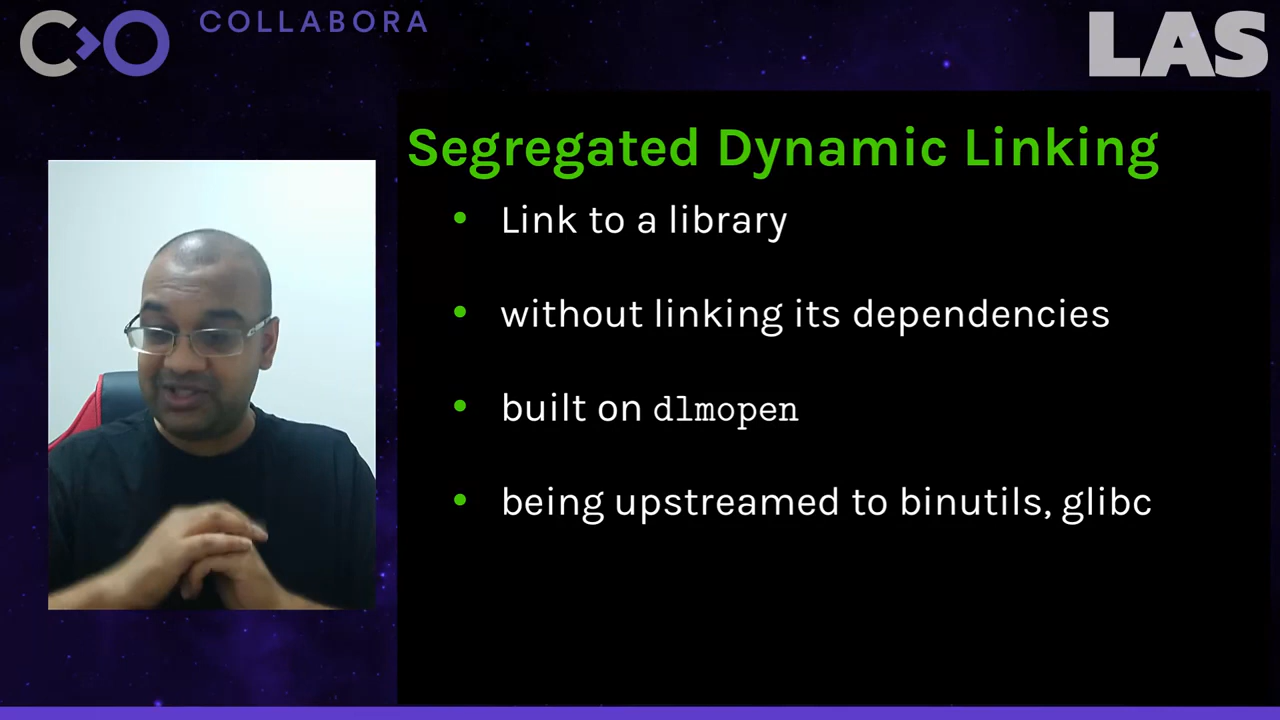 COLLABORA
LAS
Segregated Dynamic Linking
• Link to a library
• without linking its dependencies
• built on dlmopen
• being upstreamed to binutils, glibc